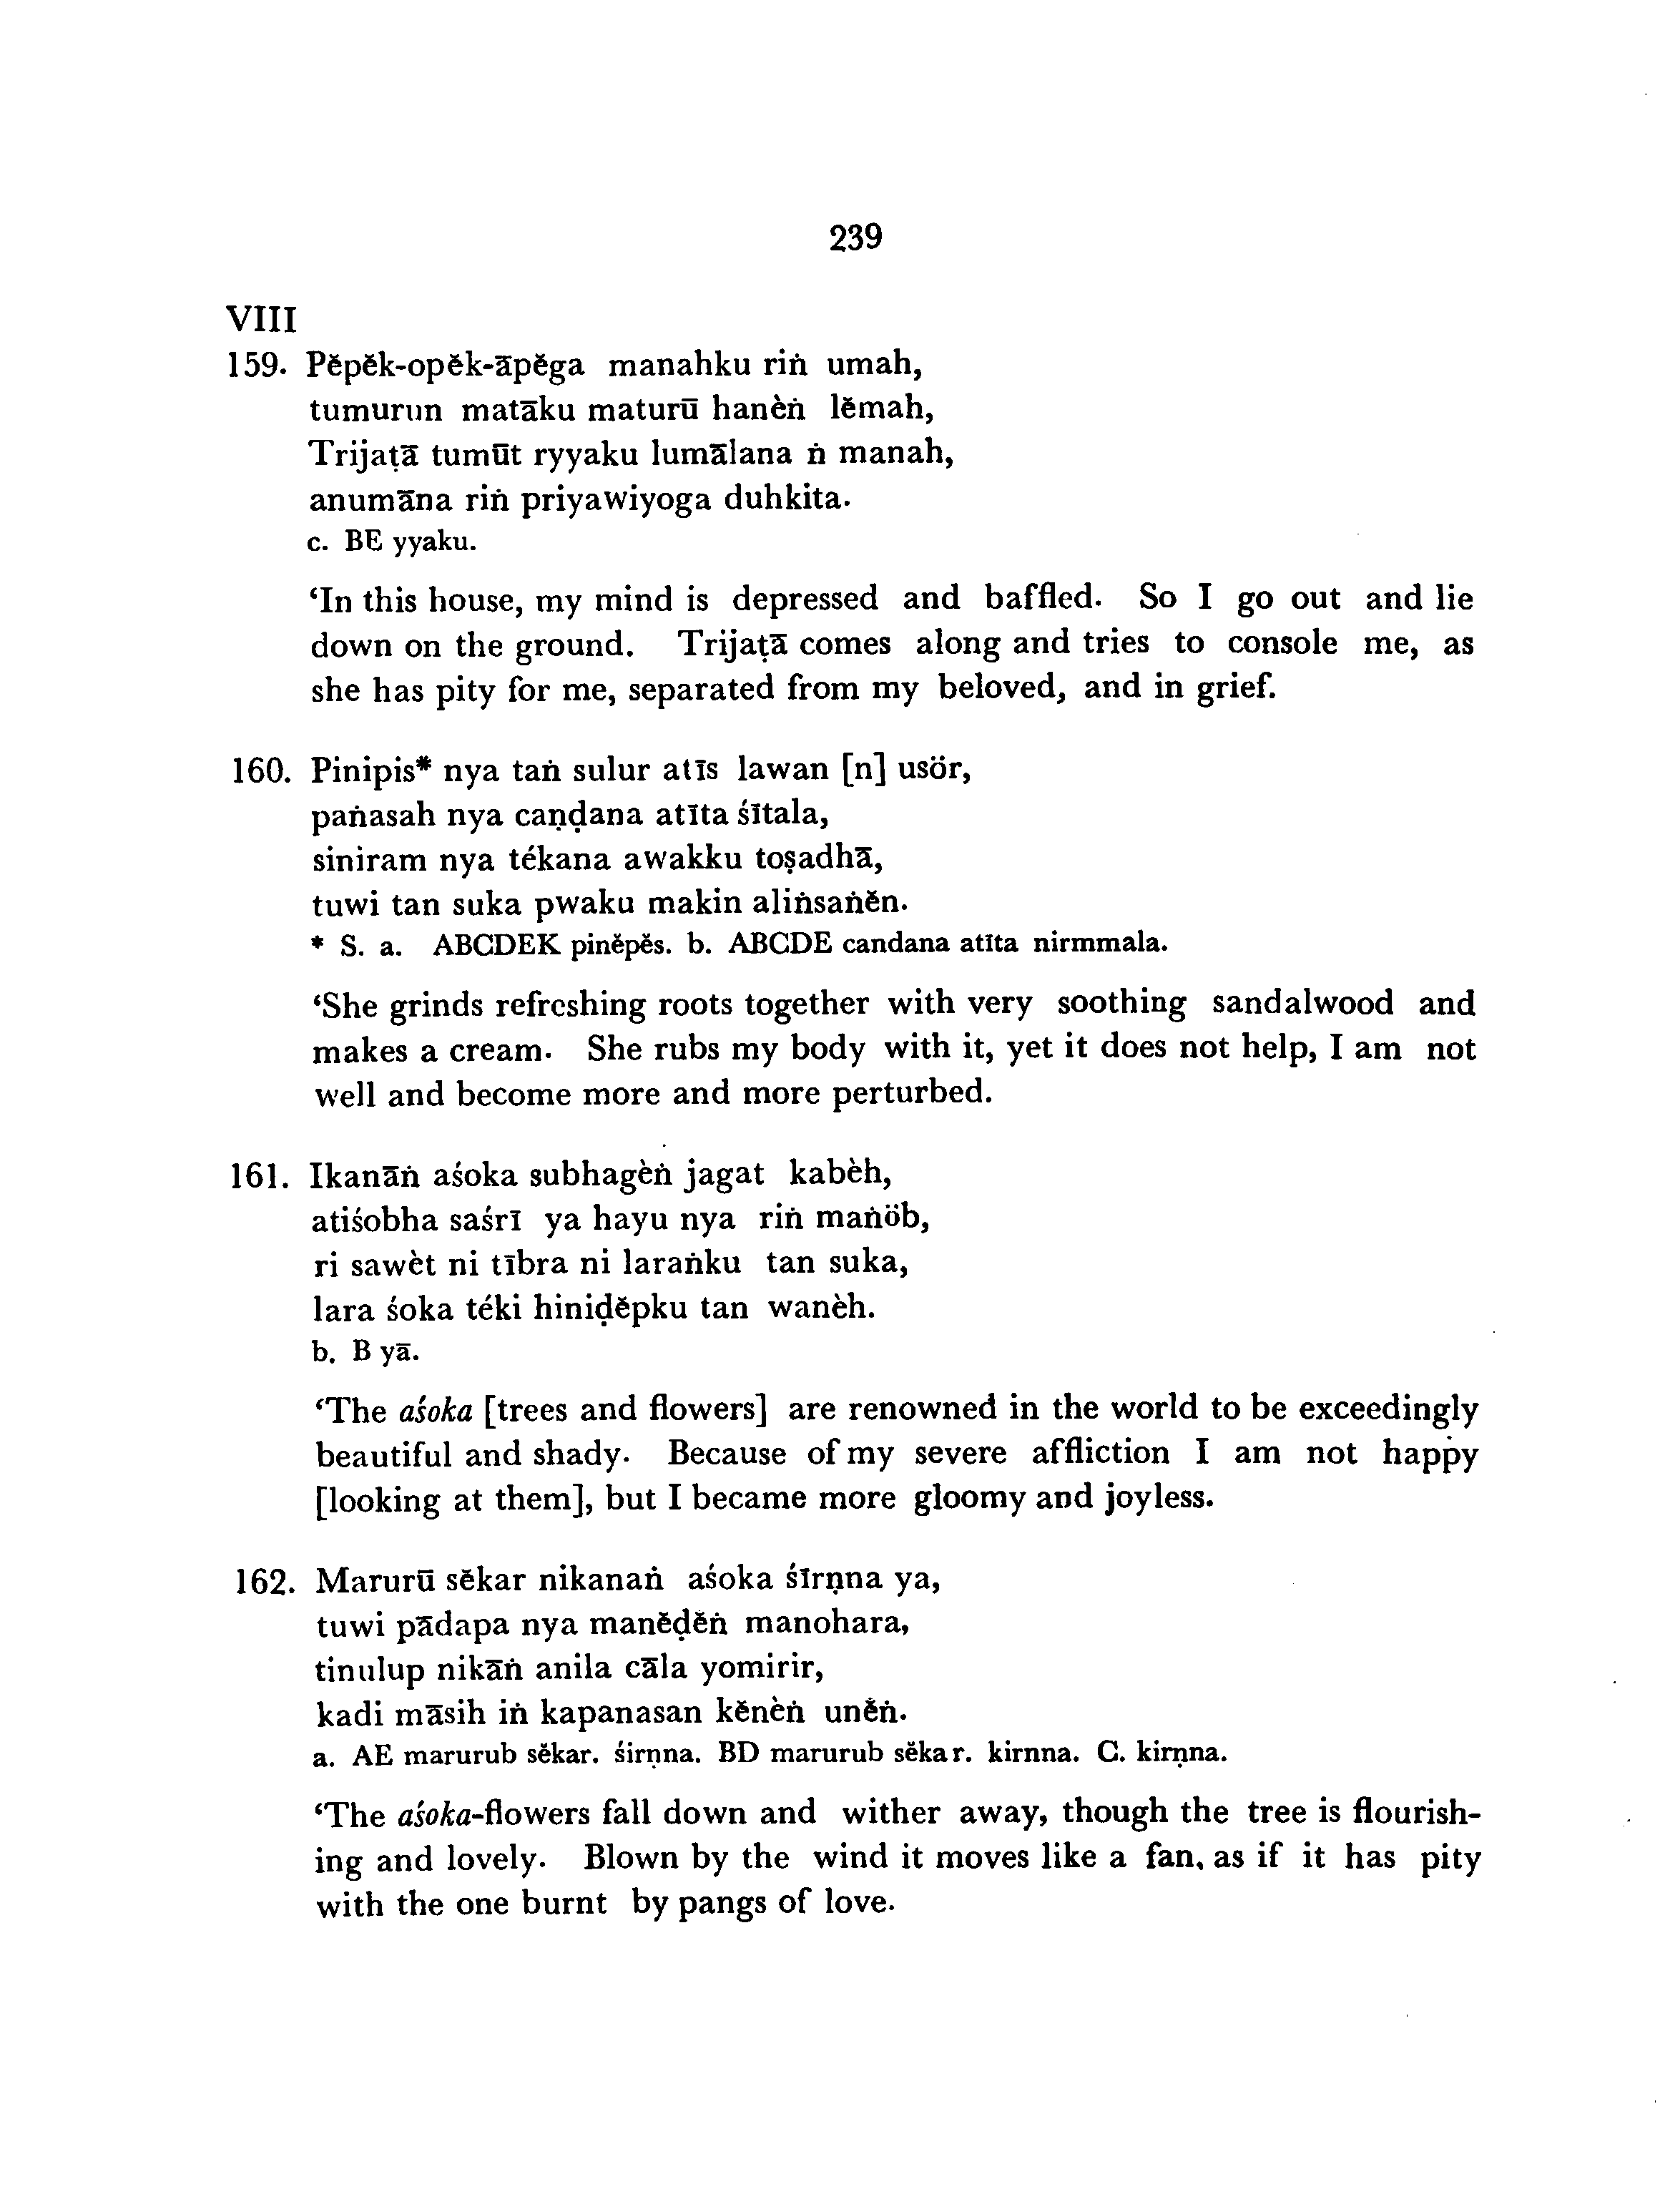 239
VIII
159. Pĕpĕk-opĕk-āpĕga manahku riṅ umah,
tumurun matāku maturū hanèṅ lĕmah,
Trijaṭā tumūt ryyaku lumālana ṅ manah,
anumāna riṅ priyawiyoga duhkita.
c. BE yyaku.
‘In this house, my mind is depressed and baffled. So I go out and lie
down on the ground. Trijaṭā comes along and tries to console me, as
she has pity for me, separated from my beloved, and in grief.
160. Pinipis* nya taṅ sulur atīs lawan [n] usör,
paṅasah nya caṇḍana atīta śītala,
siniram nya tékana awakku toṣadhā,
tuwi tan suka pwaku makin aliṅsaṅĕn.
* S. a. ABCDEK pinĕpĕs. b. ABCDE candana atīta nirmmala.
‘She grinds refreshing roots together with very soothing sandalwood and
makes a cream. She rubs my body with it, yet it does not help, I am not
well and become more and more perturbed.
161. Ikanāṅ aśoka subhagèṅ jagat kabèh,
atiśobha saśrī ya hayu nya riṅ maṅöb,
ri sawèt ni tībra ni laraṅku tan suka,
lara śoka téki hiniḍĕpku tan wanèh.
b. B yā.
‘The aśoka [trees and flowers] are renowned in the world to be exceedingly
beautiful and shady. Because of my severe affliction I am not happy
[looking at them], but I became more gloomy and joyless.
162. Marurū sĕkar nikanaṅ aśoka śīrṇna ya,
tuwi pādapa nya manĕḍĕṅ manohara,
tinulup nikāṅ anila cāla yomirir,
kadi māsih iṅ kapanasan kĕnèṅ unĕṅ.
a. AE marurub sĕkar. śirṇna. BD marurub sĕkar. kirnna. C. kirṇna.
‘The aśoka-flowers fall down and wither away, though the tree is flourish-
ing and lovely. Blown by the wind it moves like a fan, as if it has pity
with the one burnt by pangs of love.